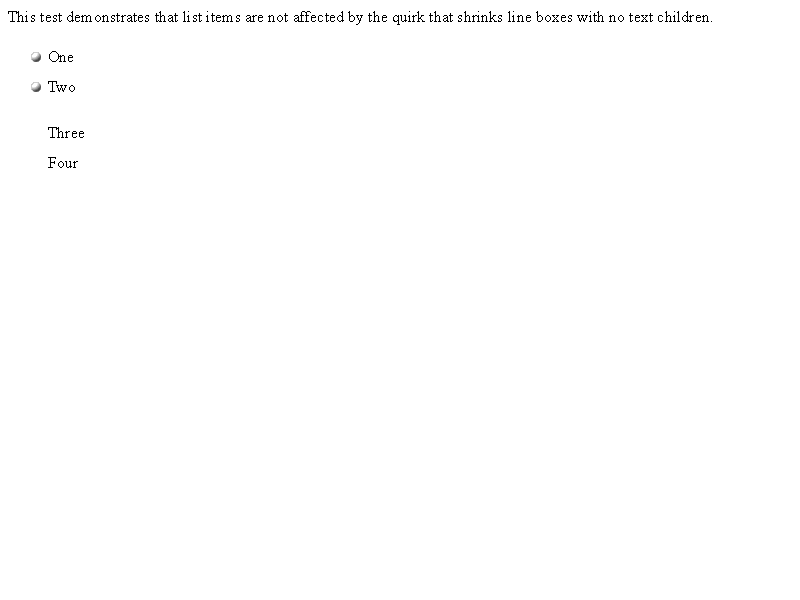 This test demonstrates that list items are not affected by the quirk that shrinks line boxes with no text children.
One
Two
Three
Four